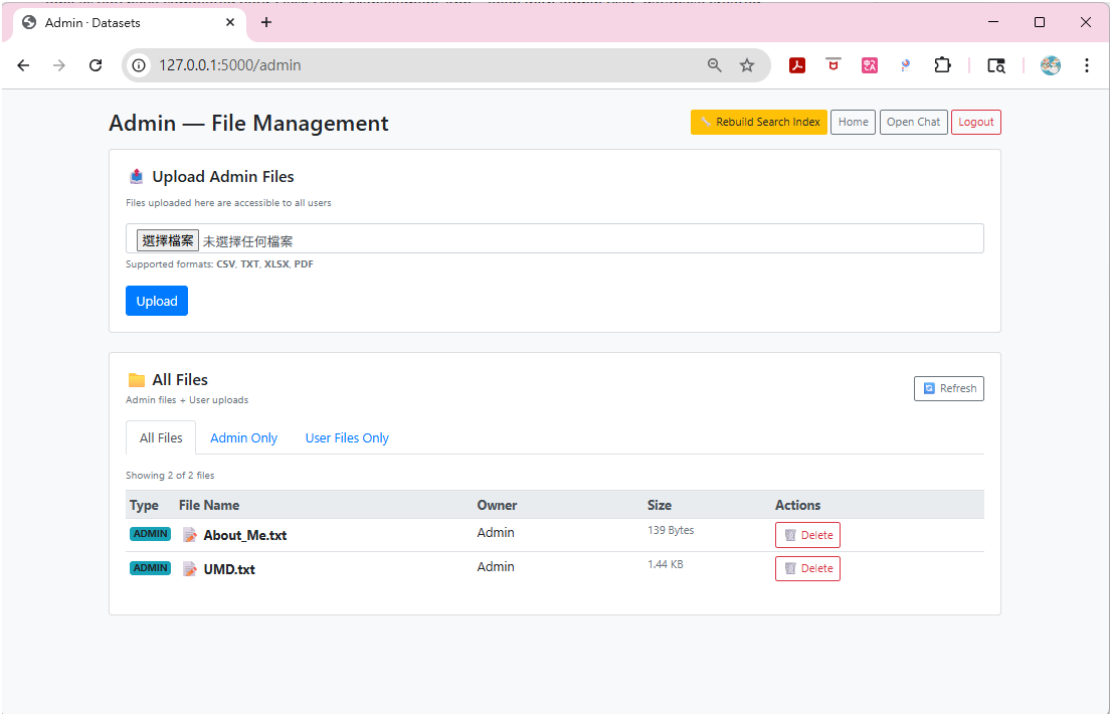 Admin · Datasets
127.0.0.1:5000/admin
Admin — File Management
Rebuild Search Index
Home
Open Chat
Logout
Upload Admin Files
Files uploaded here are accessible to all users
選擇檔案 未選擇任何檔案
Supported formats: CSV, TXT, XLSX, PDF
Upload
All Files
Admin files + User uploads
Refresh
All Files Admin Only User Files Only
Showing 2 of 2 files
Type File Name Owner Size Actions
ADMIN About_Me.txt Admin 139 Bytes Delete
ADMIN UMD.txt Admin 1.44 KB Delete